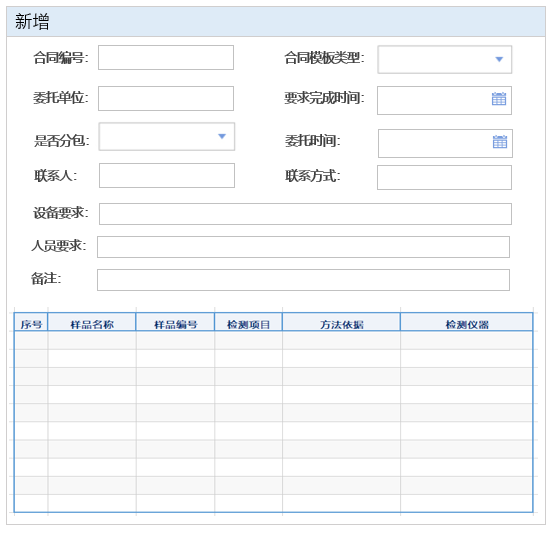 新增
合同编号: 合同模板类型:
委托单位: 要求完成时间:
是否分包: 委托时间:
联系人: 联系方式:
设备要求:
人员要求:
备注:
序号 样品名称 样品编号 检测项目 方法依据 检测仪器